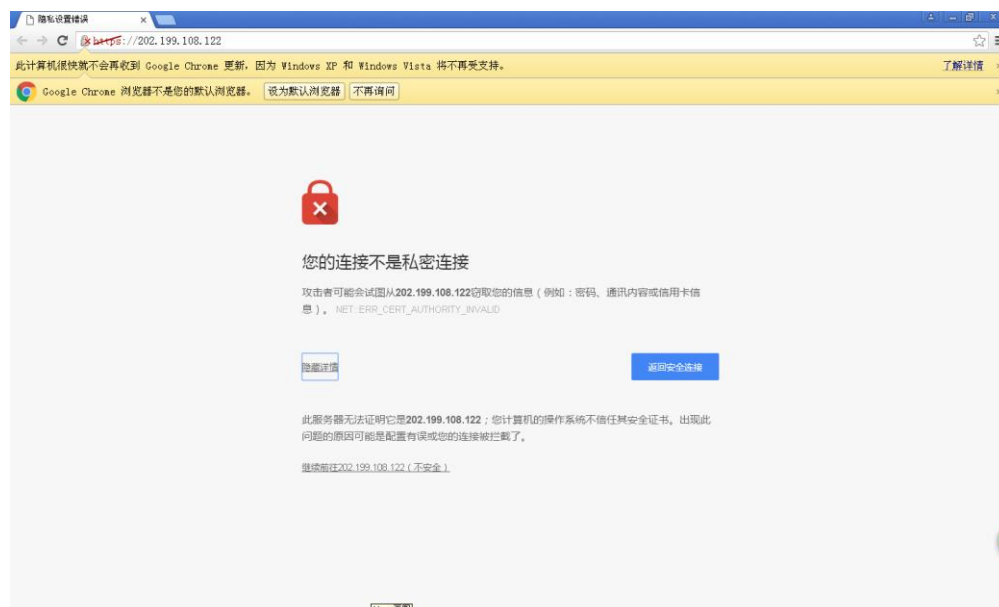 隐私设置错误
https://202.199.108.122
此计算机很快就不会再收到 Google Chrome 更新，因为 Windows XP 和 Windows Vista 将不再受支持。 了解详情
Google Chrome 浏览器不是您的默认浏览器。 设为默认浏览器 不再询问
您的连接不是私密连接
攻击者可能会试图从202.199.108.122窃取您的信息（例如：密码、通讯内容或信用卡信
息）。 NET::ERR_CERT_AUTHORITY_INVALID
隐藏详情 返回安全连接
此服务器无法证明它是202.199.108.122；您计算机的操作系统不信任其安全证书。出现此
问题的原因可能是配置有误或您的连接被拦截了。
继续前往202.199.108.122（不安全）